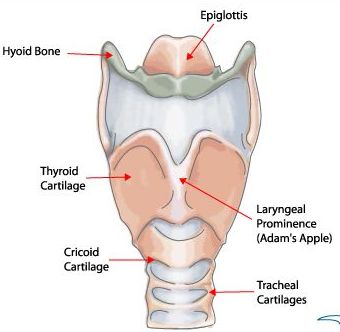 Epiglottis
Hyoid Bone
Thyroid
Cartilage
Laryngeal
Prominence
(Adam's Apple)
Cricoid
Cartilage
Tracheal
Cartilages